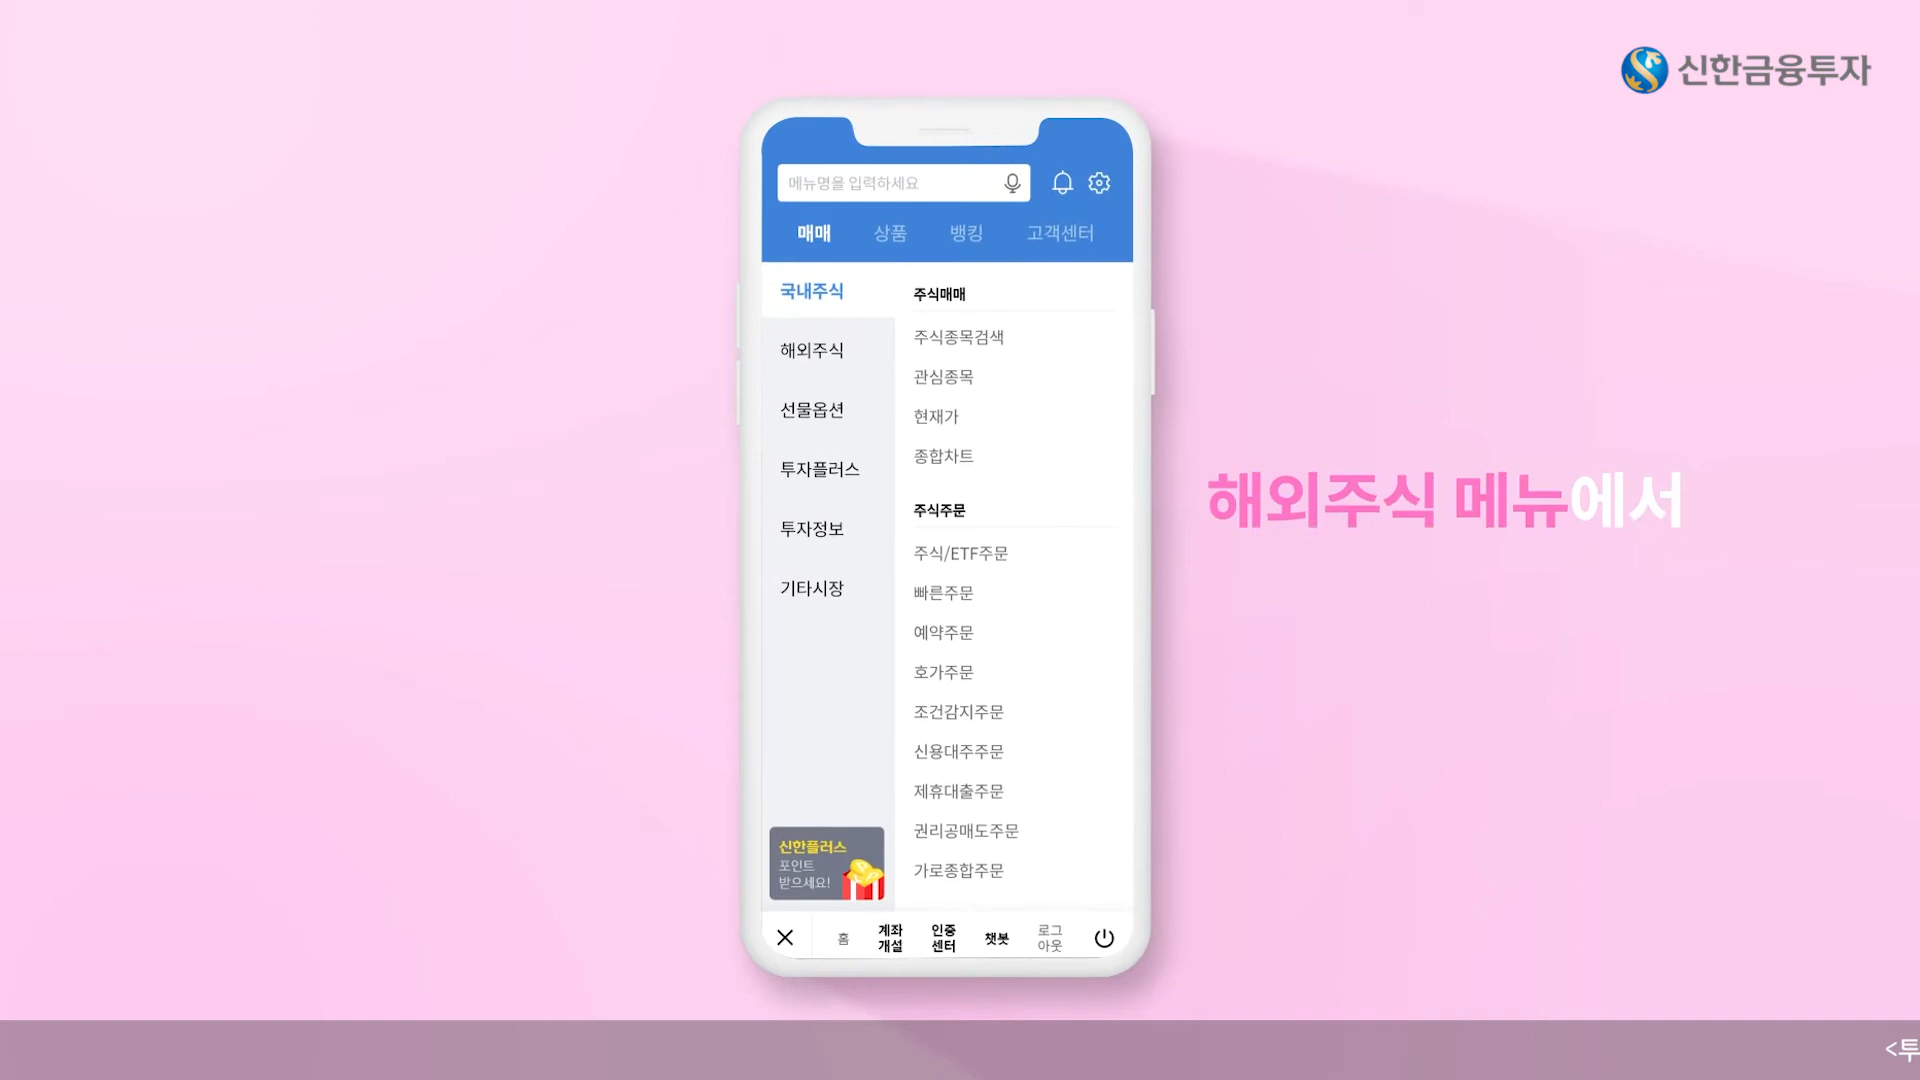 신한금융투자
메뉴명을 입력하세요
매매 상품 뱅킹 고객센터
국내주식
해외주식
선물옵션
투자플러스
투자정보
기타시장
주식매매
주식종목검색
관심종목
현재가
종합차트
주식주문
주식/ETF주문
빠른주문
예약주문
호가주문
조건감지주문
신용대주주문
제휴대출주문
권리공매도주문
가로종합주문
해외주식 메뉴에서
신한플러스
포인트
받으세요!
홈
계좌
개설
인증
센터
챗봇
로그
아웃
<투